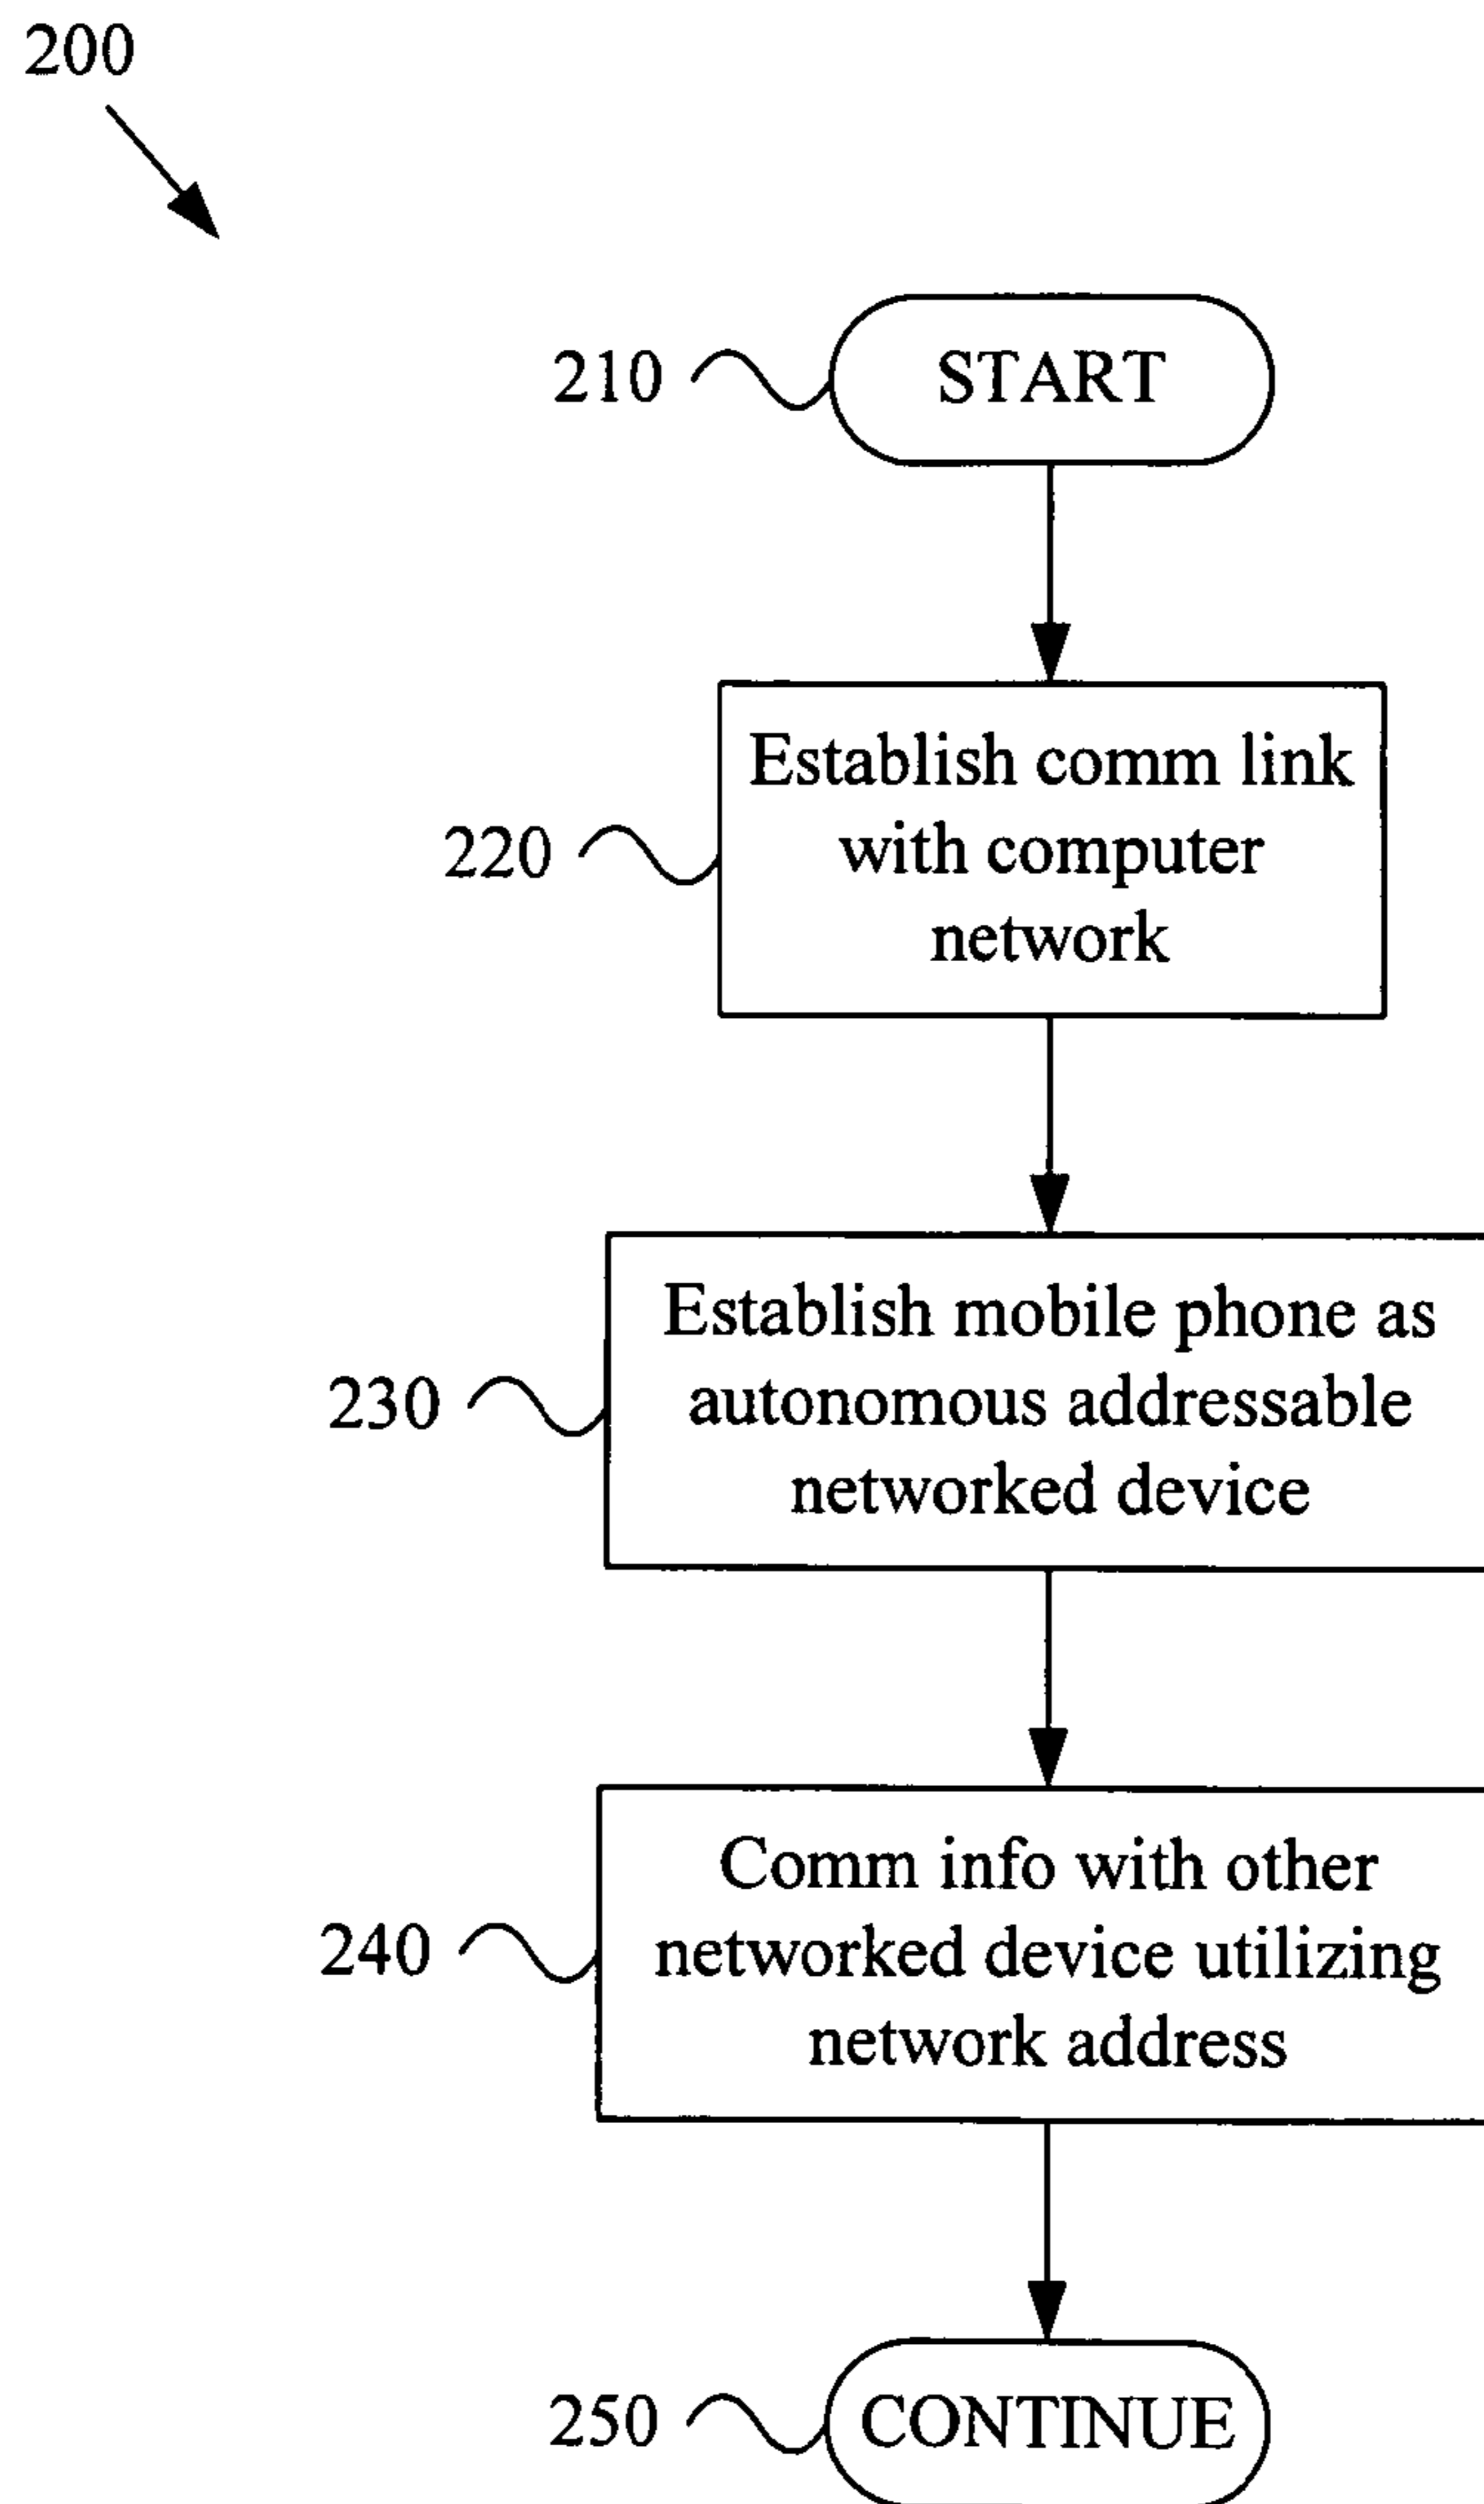 200
210
START
220
Establish comm link
with computer
network
230
Establish mobile phone as
autonomous addressable
networked device
240
Comm info with other
networked device utilizing
network address
250
CONTINUE